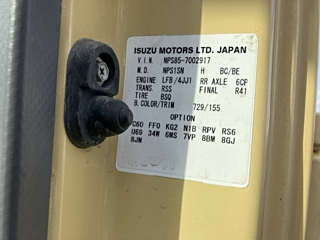 ISUZU MOTORS LTD. JAPAN
V.I.N. NPS85-7002917
M.D. NPS1SN H BC/BE
ENGINE LFB/4JJ1 RR AXLE 6CP
TRANS. RSS FINAL R41
TIRE BSQ
B.COLOR/TRIM 729/155
OPTION
C60 FF0 KG2 N1B RPV RS6
U69 34W 6MS 7VP 8BM 8GJ
8JM